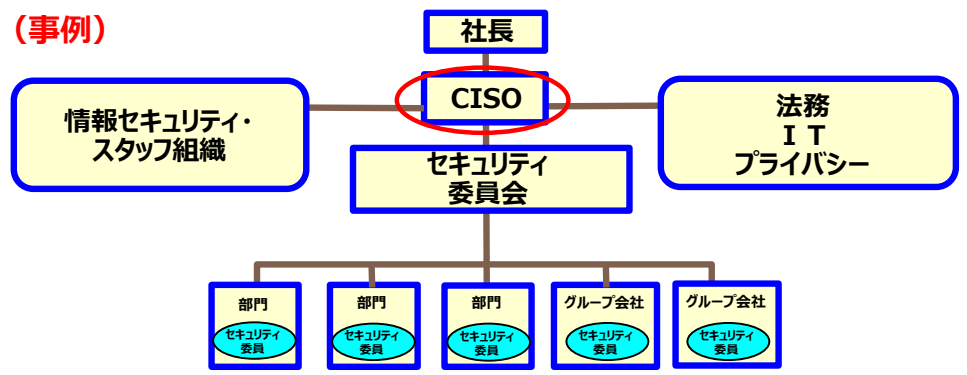 （事例）
社長
CISO
情報セキュリティ・
スタッフ組織
法務
ＩＴ
プライバシー
セキュリティ
委員会
部門
セキュリティ
委員
部門
セキュリティ
委員
部門
セキュリティ
委員
グループ会社
セキュリティ
委員
グループ会社
セキュリティ
委員